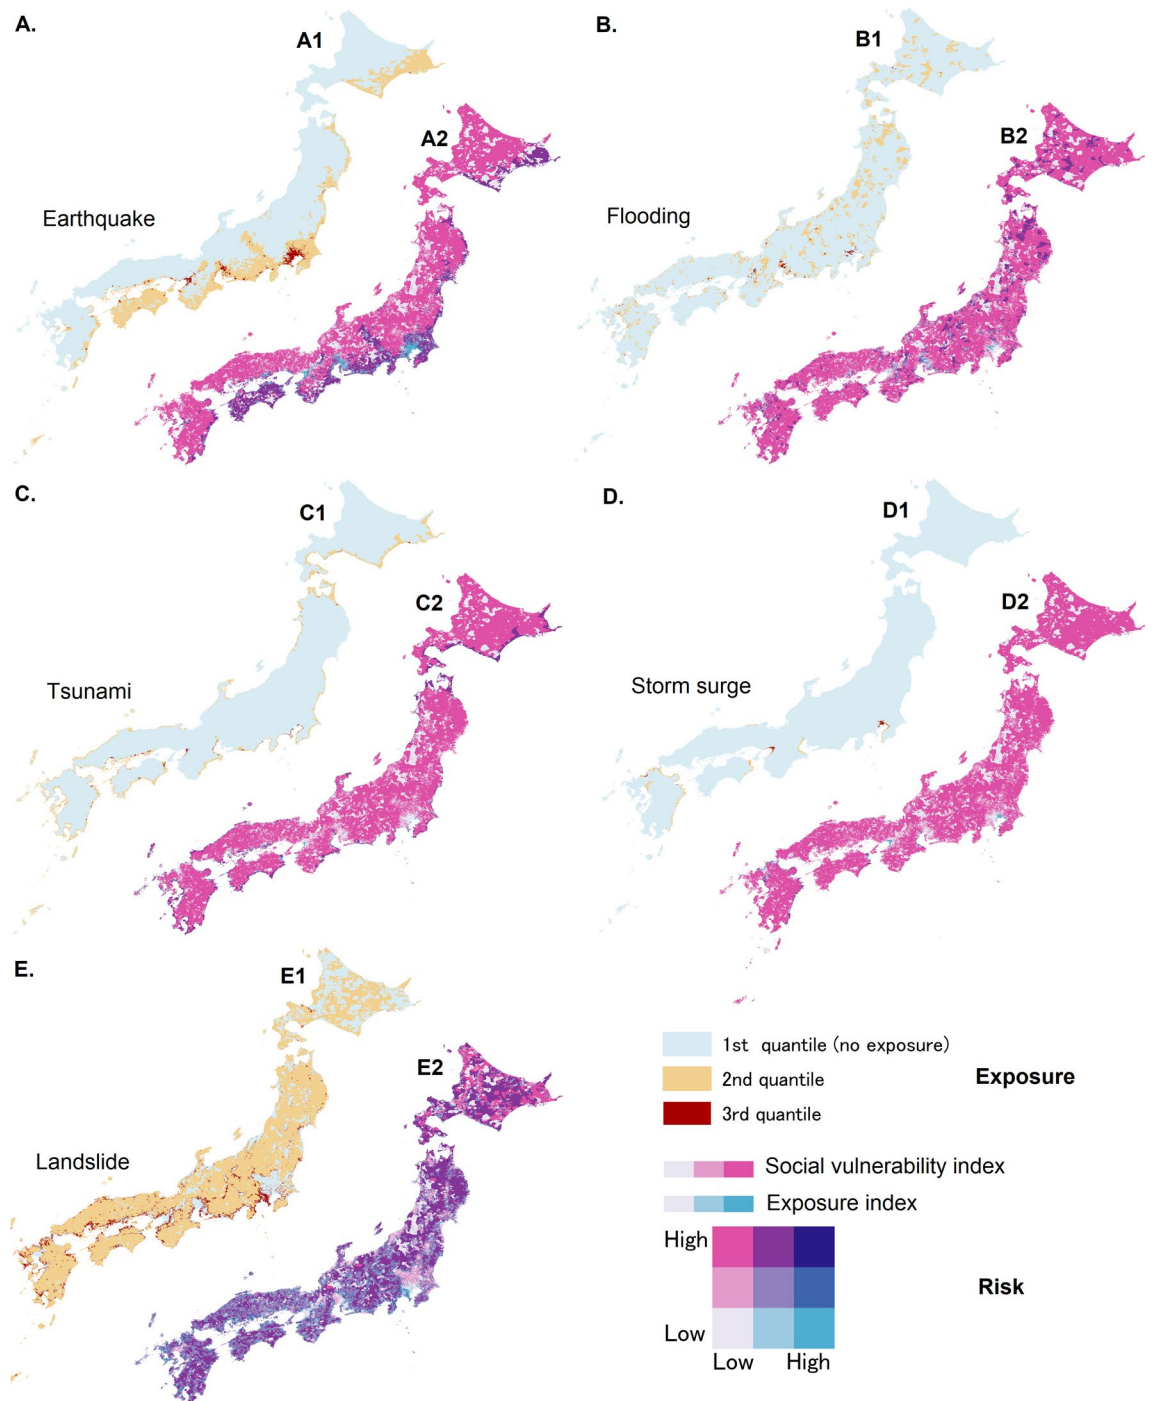 A.
A1
A2
Earthquake
B.
B1
B2
Flooding
C.
C1
C2
Tsunami
D.
D1
D2
Storm surge
E.
E1
E2
Landslide
1st quantile (no exposure)
2nd quantile
3rd quantile
Exposure
Social vulnerability index
Exposure index
High
Low
Low High
Risk